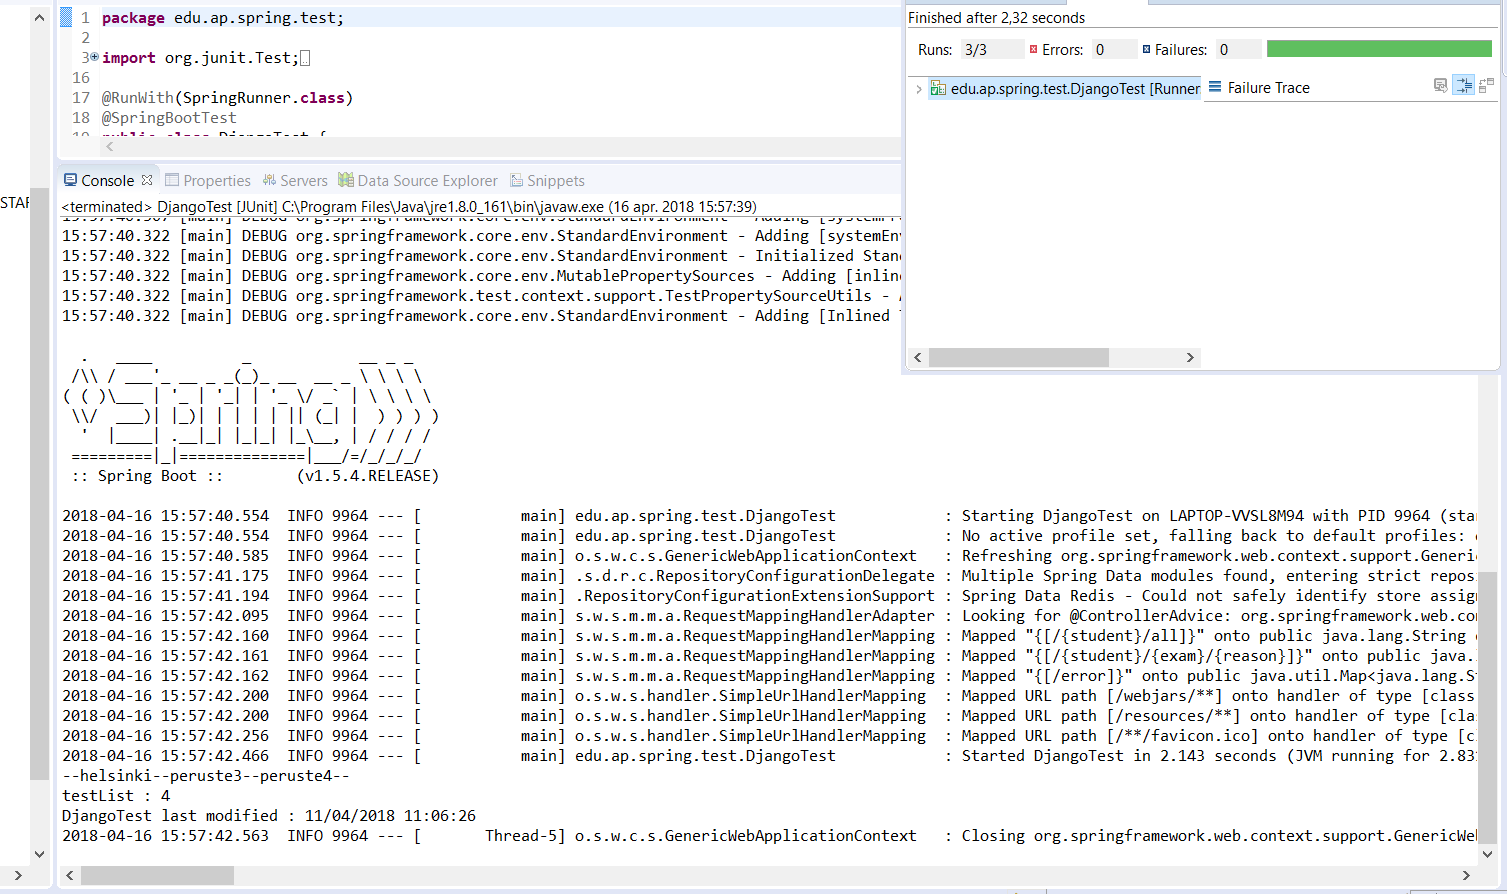 1 package edu.ap.spring.test;
2
3 import org.junit.Test;
16
17 @RunWith(SpringRunner.class)
18 @SpringBootTest
Finished after 2,32 seconds
Runs: 3/3 Errors: 0 Failures: 0
edu.ap.spring.test.DjangoTest [Runner
Failure Trace
STAR
Console Properties Servers Data Source Explorer Snippets
<terminated> DjangoTest [JUnit] C:\Program Files\Java\jre1.8.0_161\bin\javaw.exe (16 apr. 2018 15:57:39)
15:57:40.322 [main] DEBUG org.springframework.core.env.StandardEnvironment - Adding [systemEnv
15:57:40.322 [main] DEBUG org.springframework.core.env.StandardEnvironment - Initialized Stand
15:57:40.322 [main] DEBUG org.springframework.core.env.MutablePropertySources - Adding [inline
15:57:40.322 [main] DEBUG org.springframework.test.context.support.TestPropertySourceUtils - A
15:57:40.322 [main] DEBUG org.springframework.core.env.StandardEnvironment - Adding [Inlined T
Spring
:: Spring Boot :: (v1.5.4.RELEASE)
2018-04-16 15:57:40.554 INFO 9964 --- [ main] edu.ap.spring.test.DjangoTest : Starting DjangoTest on LAPTOP-VVSL8M94 with PID 9964 (star
2018-04-16 15:57:40.554 INFO 9964 --- [ main] edu.ap.spring.test.DjangoTest : No active profile set, falling back to default profiles: d
2018-04-16 15:57:40.585 INFO 9964 --- [ main] o.s.w.c.s.GenericWebApplicationContext : Refreshing org.springframework.web.context.support.Generic
2018-04-16 15:57:41.175 INFO 9964 --- [ main] .s.d.r.c.RepositoryConfigurationDelegate : Multiple Spring Data modules found, entering strict repos
2018-04-16 15:57:41.194 INFO 9964 --- [ main] .RepositoryConfigurationExtensionSupport : Spring Data Redis - Could not safely identify store assig
2018-04-16 15:57:42.095 INFO 9964 --- [ main] s.w.s.m.m.a.RequestMappingHandlerAdapter : Looking for @ControllerAdvice: org.springframework.web.con
2018-04-16 15:57:42.160 INFO 9964 --- [ main] s.w.s.m.m.a.RequestMappingHandlerMapping : Mapped "{[/{student}/all]}" onto public java.lang.String e
2018-04-16 15:57:42.161 INFO 9964 --- [ main] s.w.s.m.m.a.RequestMappingHandlerMapping : Mapped "{[/{student}/{exam}/{reason}]}" onto public java.
2018-04-16 15:57:42.162 INFO 9964 --- [ main] s.w.s.m.m.a.RequestMappingHandlerMapping : Mapped "{[/error]}" onto public java.util.Map<java.lang.St
2018-04-16 15:57:42.200 INFO 9964 --- [ main] o.s.w.s.handler.SimpleUrlHandlerMapping : Mapped URL path [/webjars/**] onto handler of type [class
2018-04-16 15:57:42.200 INFO 9964 --- [ main] o.s.w.s.handler.SimpleUrlHandlerMapping : Mapped URL path [/resources/**] onto handler of type [clas
2018-04-16 15:57:42.256 INFO 9964 --- [ main] o.s.w.s.handler.SimpleUrlHandlerMapping : Mapped URL path [/**/favicon.ico] onto handler of type [cl
2018-04-16 15:57:42.466 INFO 9964 --- [ main] edu.ap.spring.test.DjangoTest : Started DjangoTest in 2.143 seconds (JVM running for 2.83
--helsinki--peruste3--peruste4--
testList : 4
DjangoTest last modified : 11/04/2018 11:06:26
2018-04-16 15:57:42.563 INFO 9964 --- [ Thread-5] o.s.w.c.s.GenericWebApplicationContext : Closing org.springframework.web.context.support.GenericWe